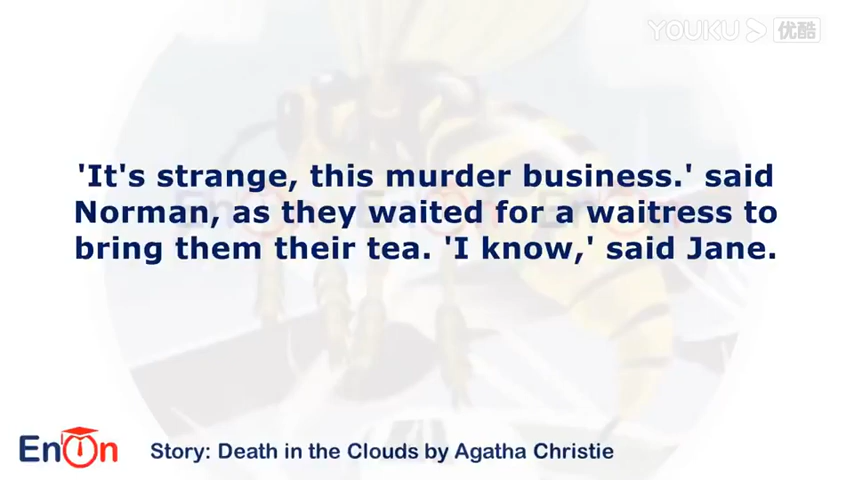 YOUKU 优酷
'It's strange, this murder business.' said
Norman, as they waited for a waitress to
bring them their tea. 'I know,' said Jane.
EnOn
Story: Death in the Clouds by Agatha Christie